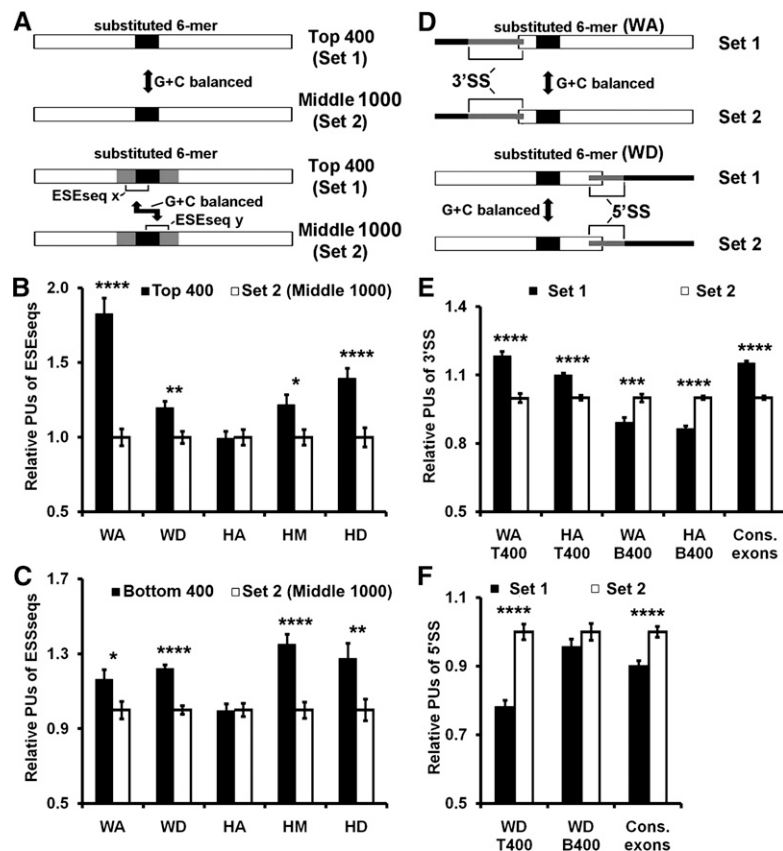 A
substituted 6-mer
Top 400
(Set 1)
G+C balanced
Middle 1000
(Set 2)
substituted 6-mer
Top 400
(Set 1)
ESEseq x
G+C balanced
ESEseq y
Middle 1000
(Set 2)
D
substituted 6-mer (WA)
Set 1
3'SS
G+C balanced
Set 2
substituted 6-mer (WD)
Set 1
G+C balanced
5'SS
Set 2
B
Relative PUs of ESEseqs
2.0
1.5
1.0
0.5
Top 400
Set 2 (Middle 1000)
****
**
*
****
WA
WD
HA
HM
HD
C
Relative PUs of ESSseqs
1.7
1.3
0.9
0.5
Bottom 400
Set 2 (Middle 1000)
*
****
****
**
WA
WD
HA
HM
HD
E
Relative PUs of 3'SS
1.4
1.1
0.8
0.5
Set 1
Set 2
****
****
***
****
****
WA
T400
HA
T400
WA
B400
HA
B400
Cons.
exons
F
Relative PUs of 5'SS
1.1
0.9
0.7
0.5
Set 1
Set 2
****
****
WD
T400
WD
B400
Cons.
exons